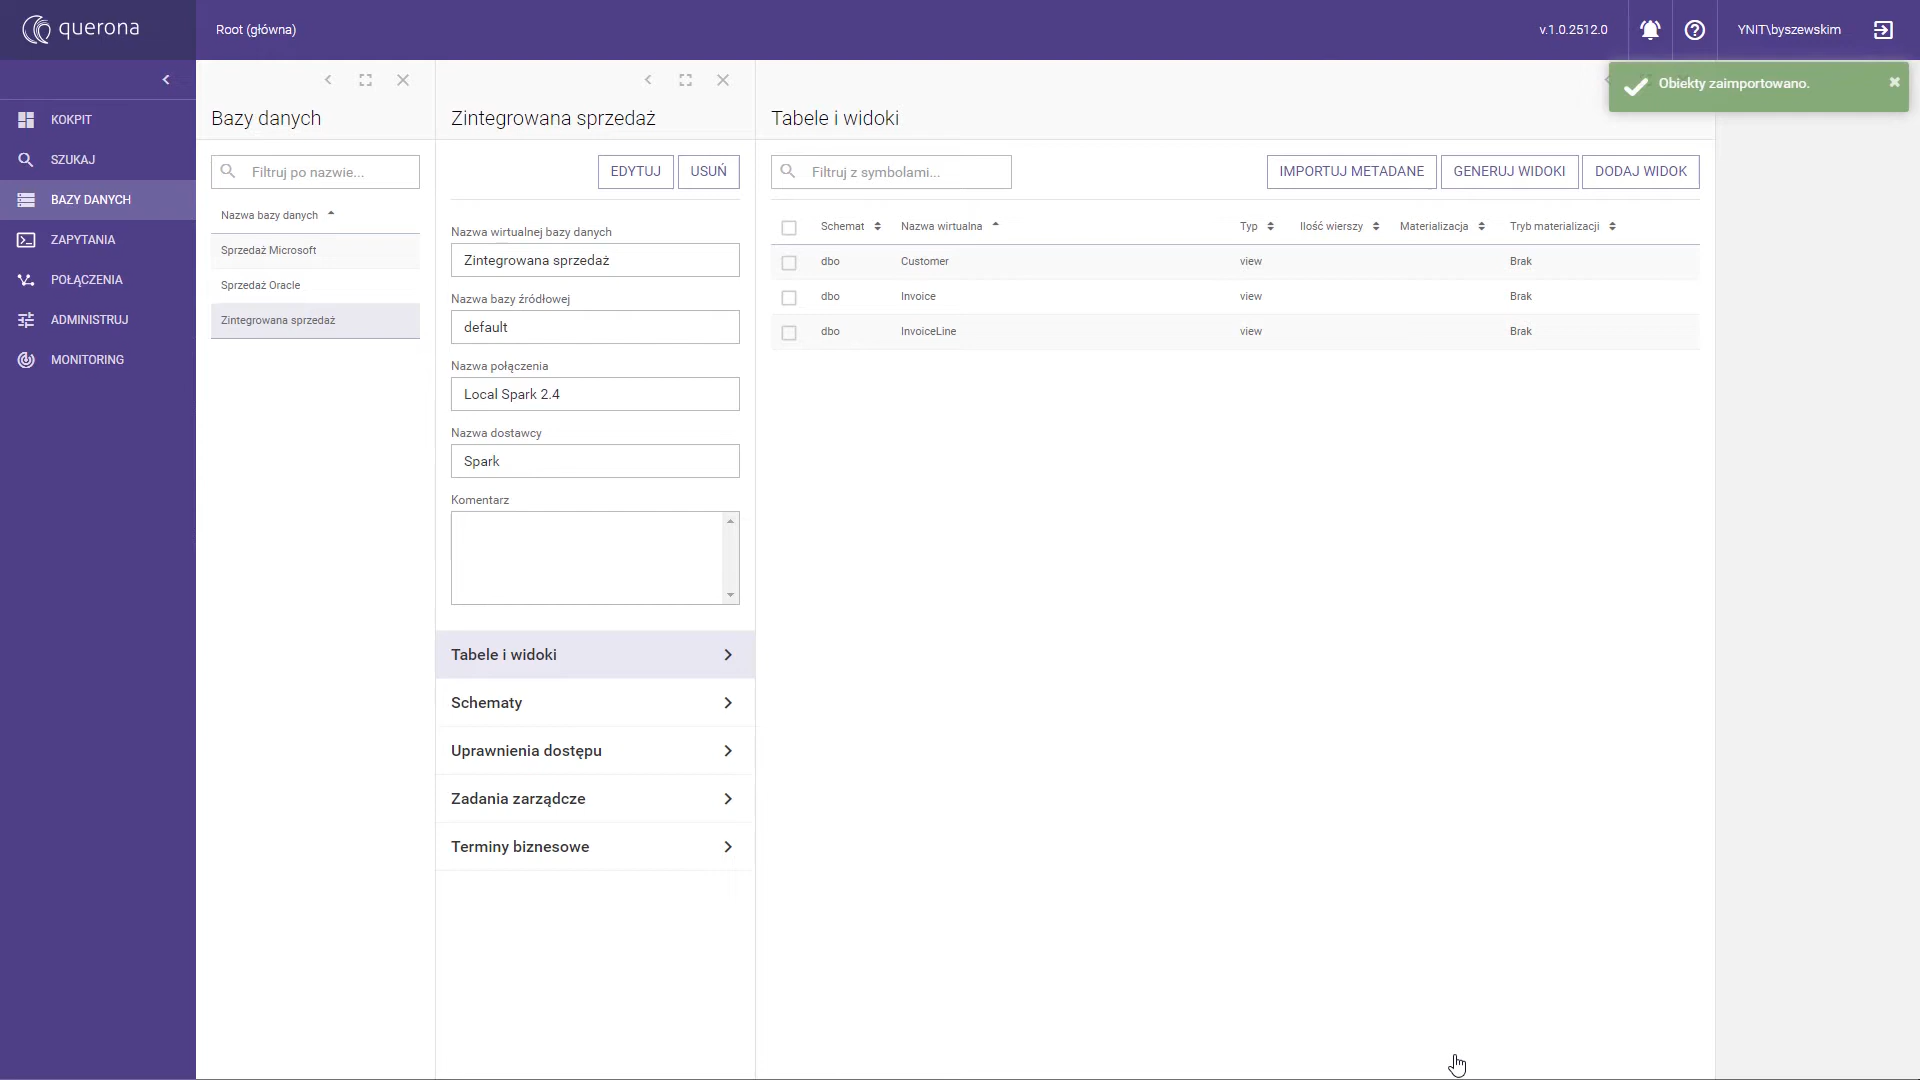 querona
Root (główna)
v.1.0.2512.0
YNIT\byszewskim
Obiekty zaimportowano.
KOKPIT
SZUKAJ
BAZY DANYCH
ZAPYTANIA
POŁĄCZENIA
ADMINISTRUJ
MONITORING
Bazy danych
Filtruj po nazwie...
Nazwa bazy danych
Sprzedaż Microsoft
Sprzedaż Oracle
Zintegrowana sprzedaż
Zintegrowana sprzedaż
EDYTUJ USUŃ
Nazwa wirtualnej bazy danych
Zintegrowana sprzedaż
Nazwa bazy źródłowej
default
Nazwa połączenia
Local Spark 2.4
Nazwa dostawcy
Spark
Komentarz
Tabele i widoki
Schematy
Uprawnienia dostępu
Zadania zarządcze
Terminy biznesowe
Tabele i widoki
Filtruj z symbolami...
IMPORTUJ METADANE GENERUJ WIDOKI DODAJ WIDOK
Schemat Nazwa wirtualna Typ Ilość wierszy Materializacja Tryb materializacji
dbo Customer view Brak
dbo Invoice view Brak
dbo InvoiceLine view Brak